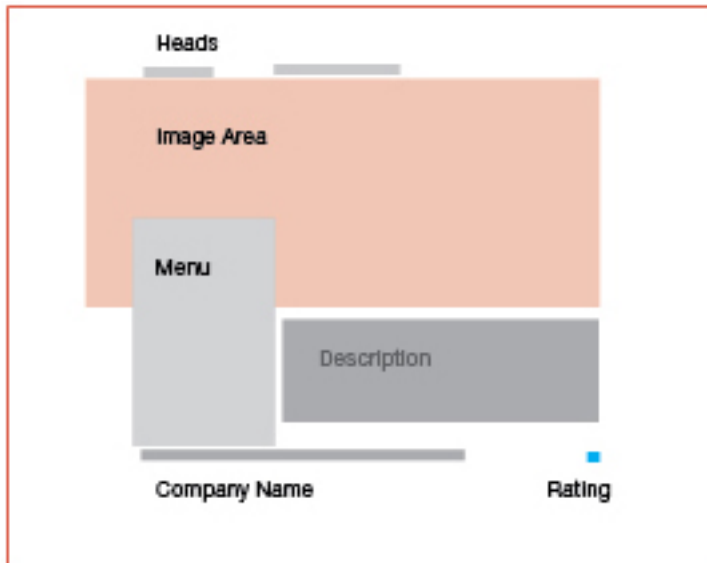 Heads
Image Area
Menu
Description
Company Name
Rating